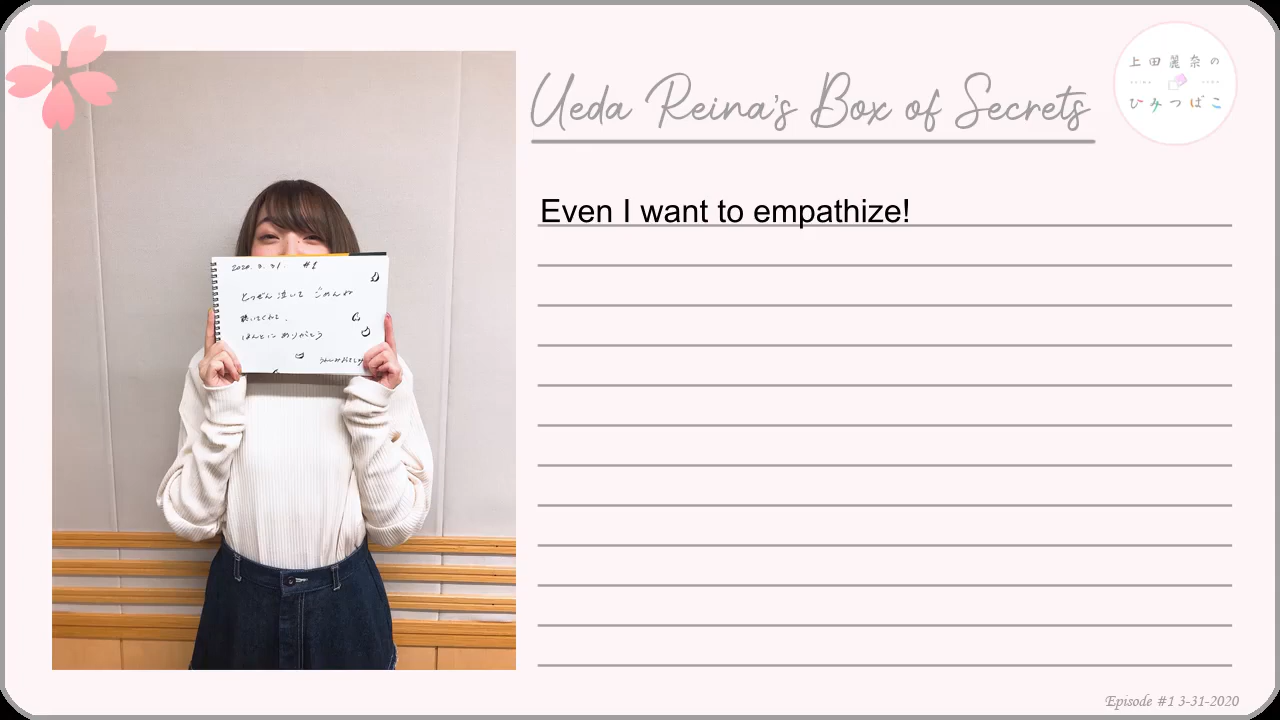 Ueda Reina's Box of Secrets
上田麗奈の
ひみつばこ
Even I want to empathize!
2020.3.31. #1
とつぜん泣いて ごめんね
聴いてくれて、
ほんとにありがとう
Episode #1 3-31-2020